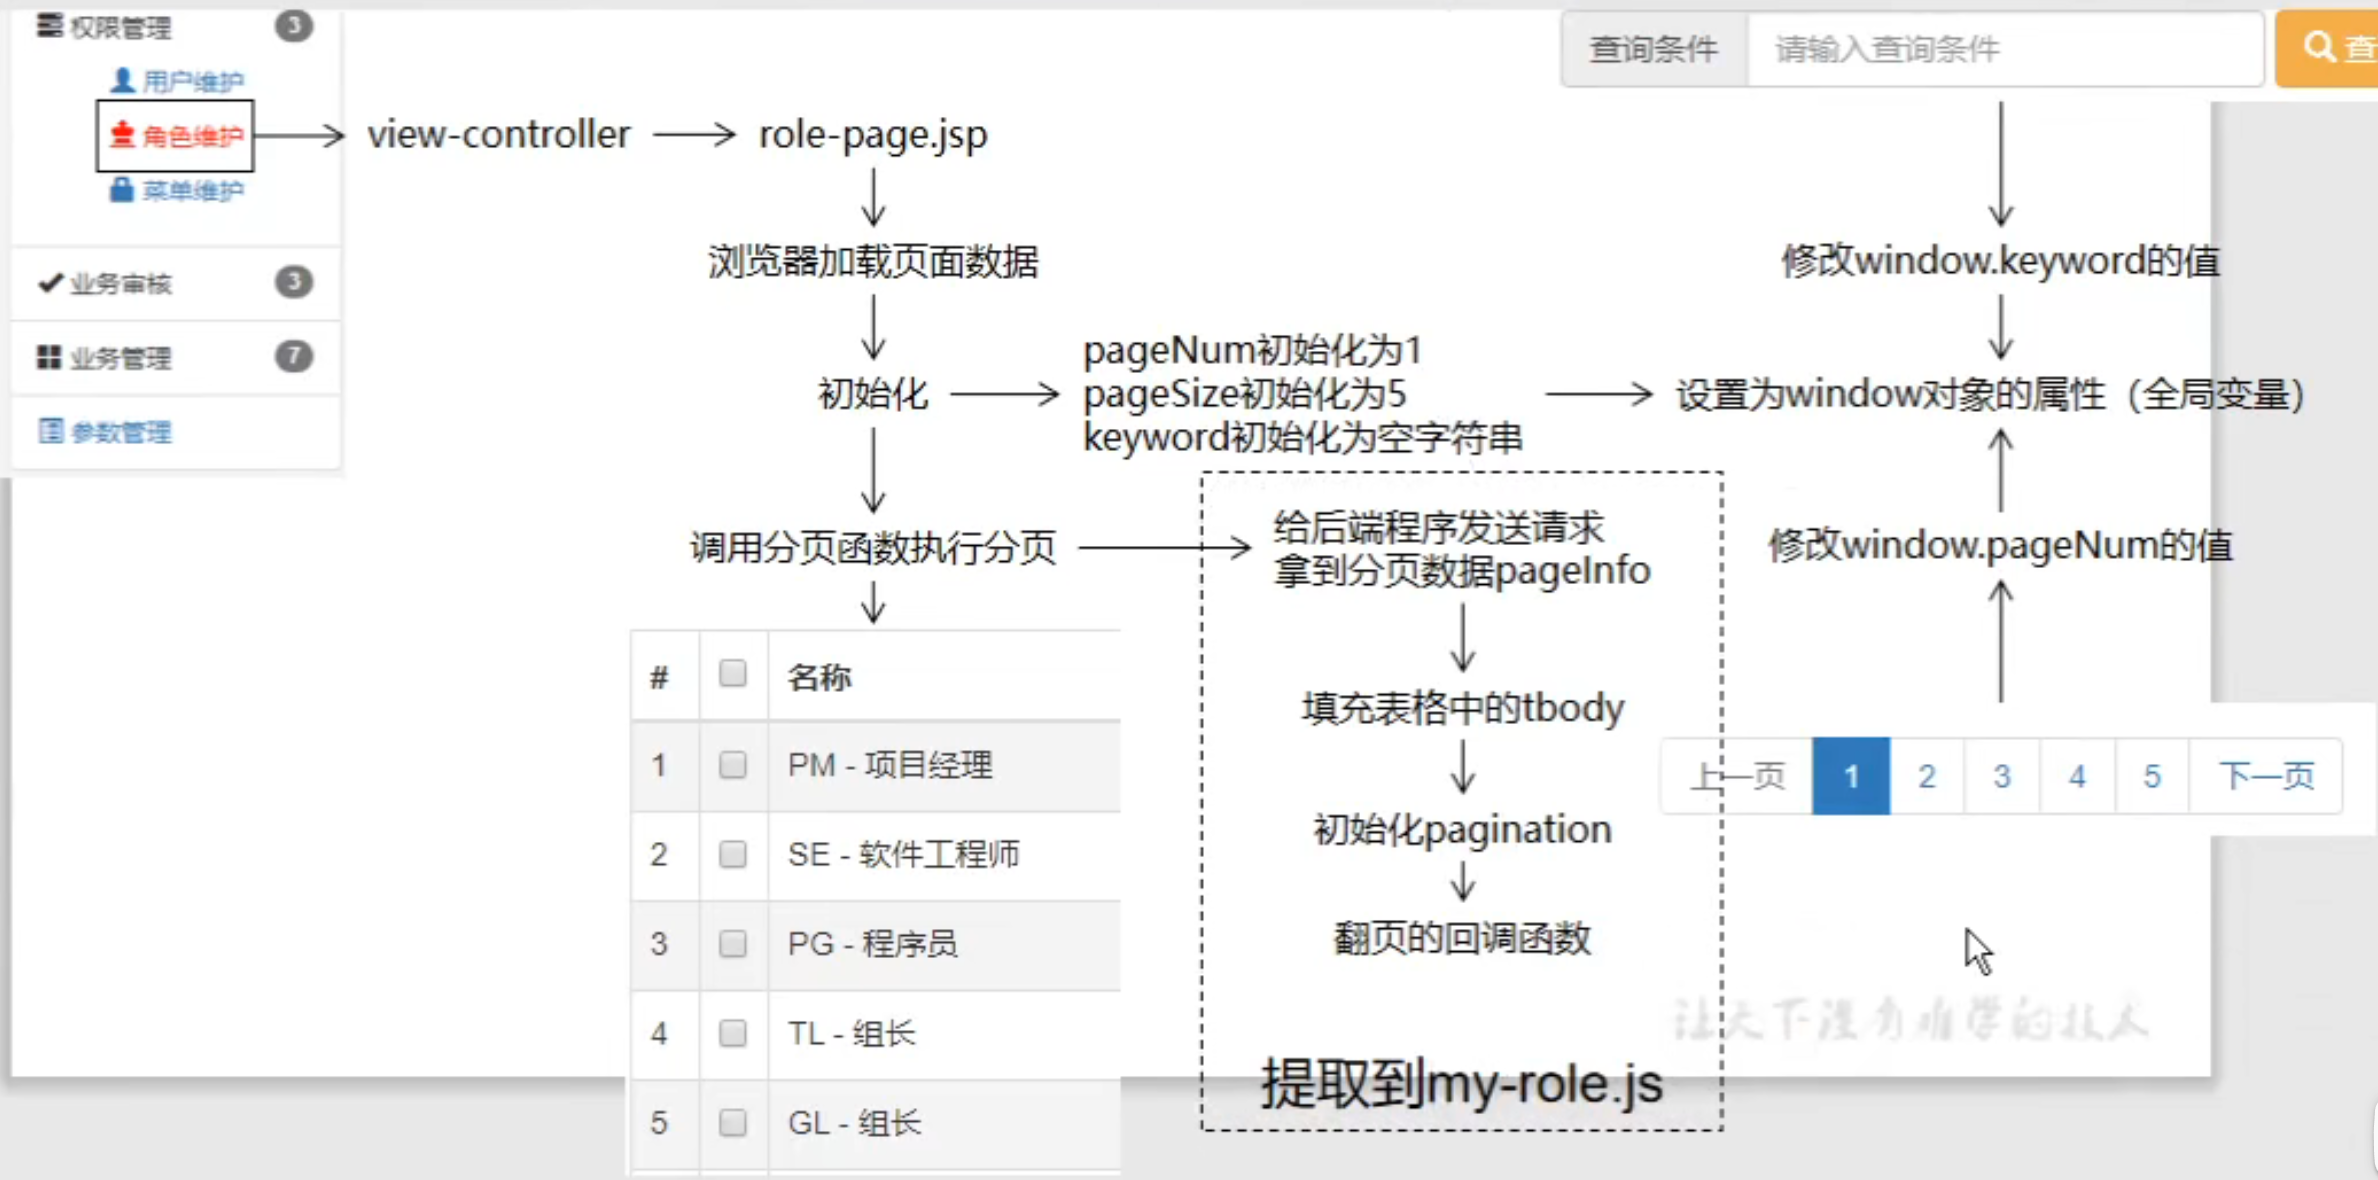 权限管理 3
用户维护
角色维护
菜单维护
业务审核 3
业务管理 7
参数管理
view-controller
role-page.jsp
浏览器加载页面数据
初始化
pageNum初始化为1
pageSize初始化为5
keyword初始化为空字符串
设置为window对象的属性（全局变量）
查询条件 请输入查询条件 查
修改window.keyword的值
修改window.pageNum的值
上一页 1 2 3 4 5 下一页
调用分页函数执行分页
给后端程序发送请求
拿到分页数据pageInfo
填充表格中的tbody
初始化pagination
翻页的回调函数
提取到my-role.js
# 名称
1 PM - 项目经理
2 SE - 软件工程师
3 PG - 程序员
4 TL - 组长
5 GL - 组长
让天下没有难学的技术